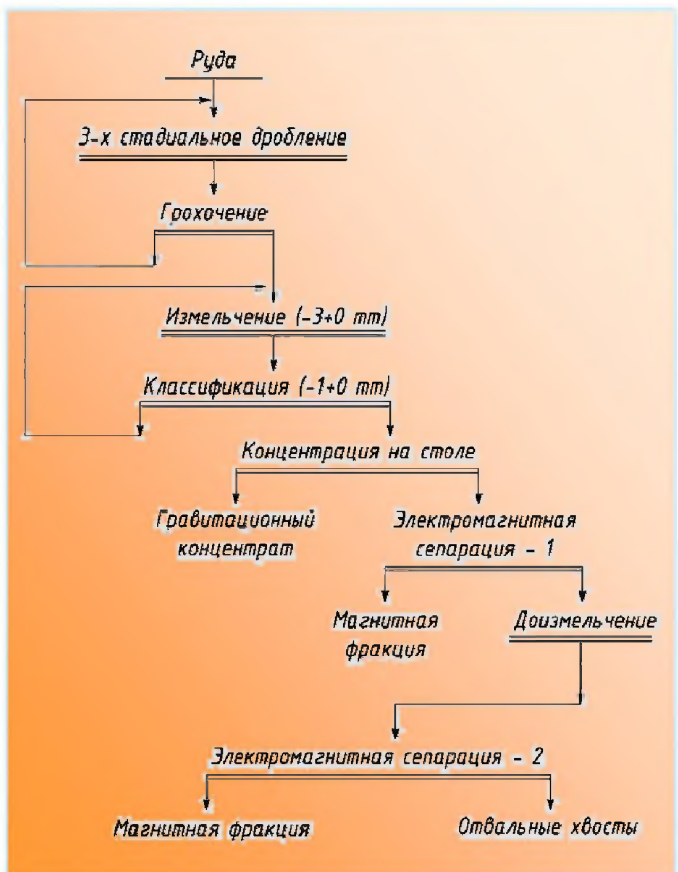 Руда
3-х стадиальное дробление
Грохочение
Измельчение (-3+0 mm)
Классификация (-1+0 mm)
Концентрация на столе
Гравитационный
концентрат
Электромагнитная
сепарация - 1
Магнитная
фракция
Доизмельчение
Электромагнитная сепарация - 2
Магнитная фракция
Отвальные хвосты